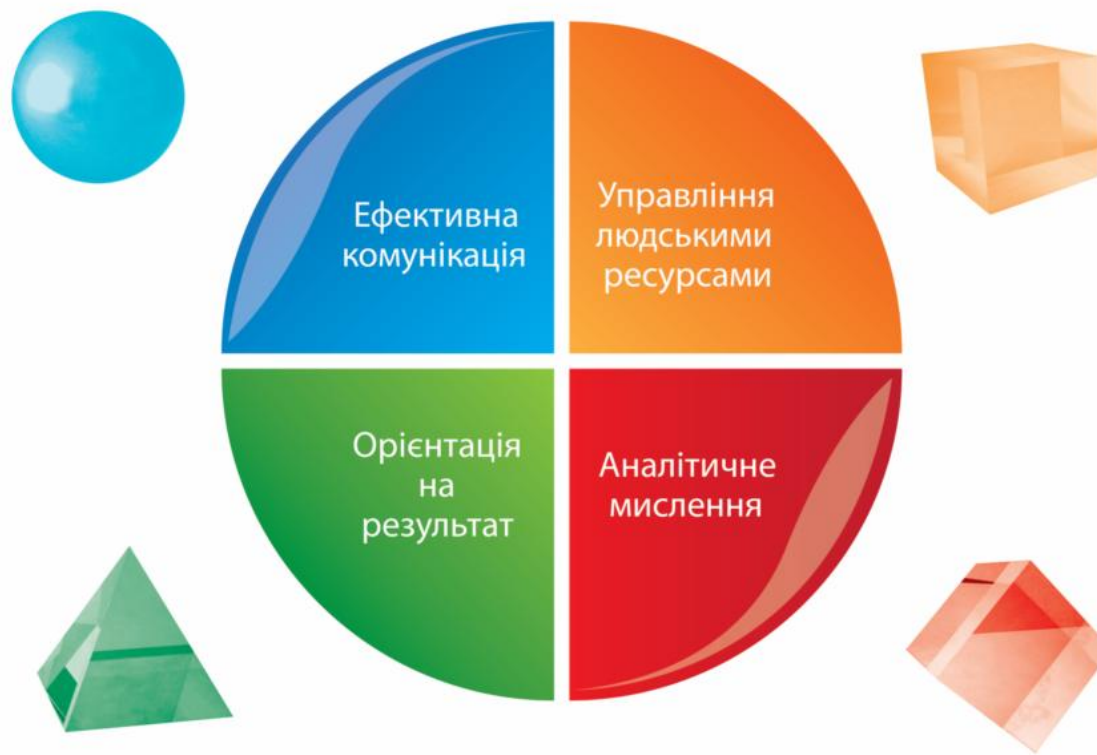 Ефективна
комунікація
Управління
людськими
ресурсами
Орієнтація
на
результат
Аналітичне
мислення